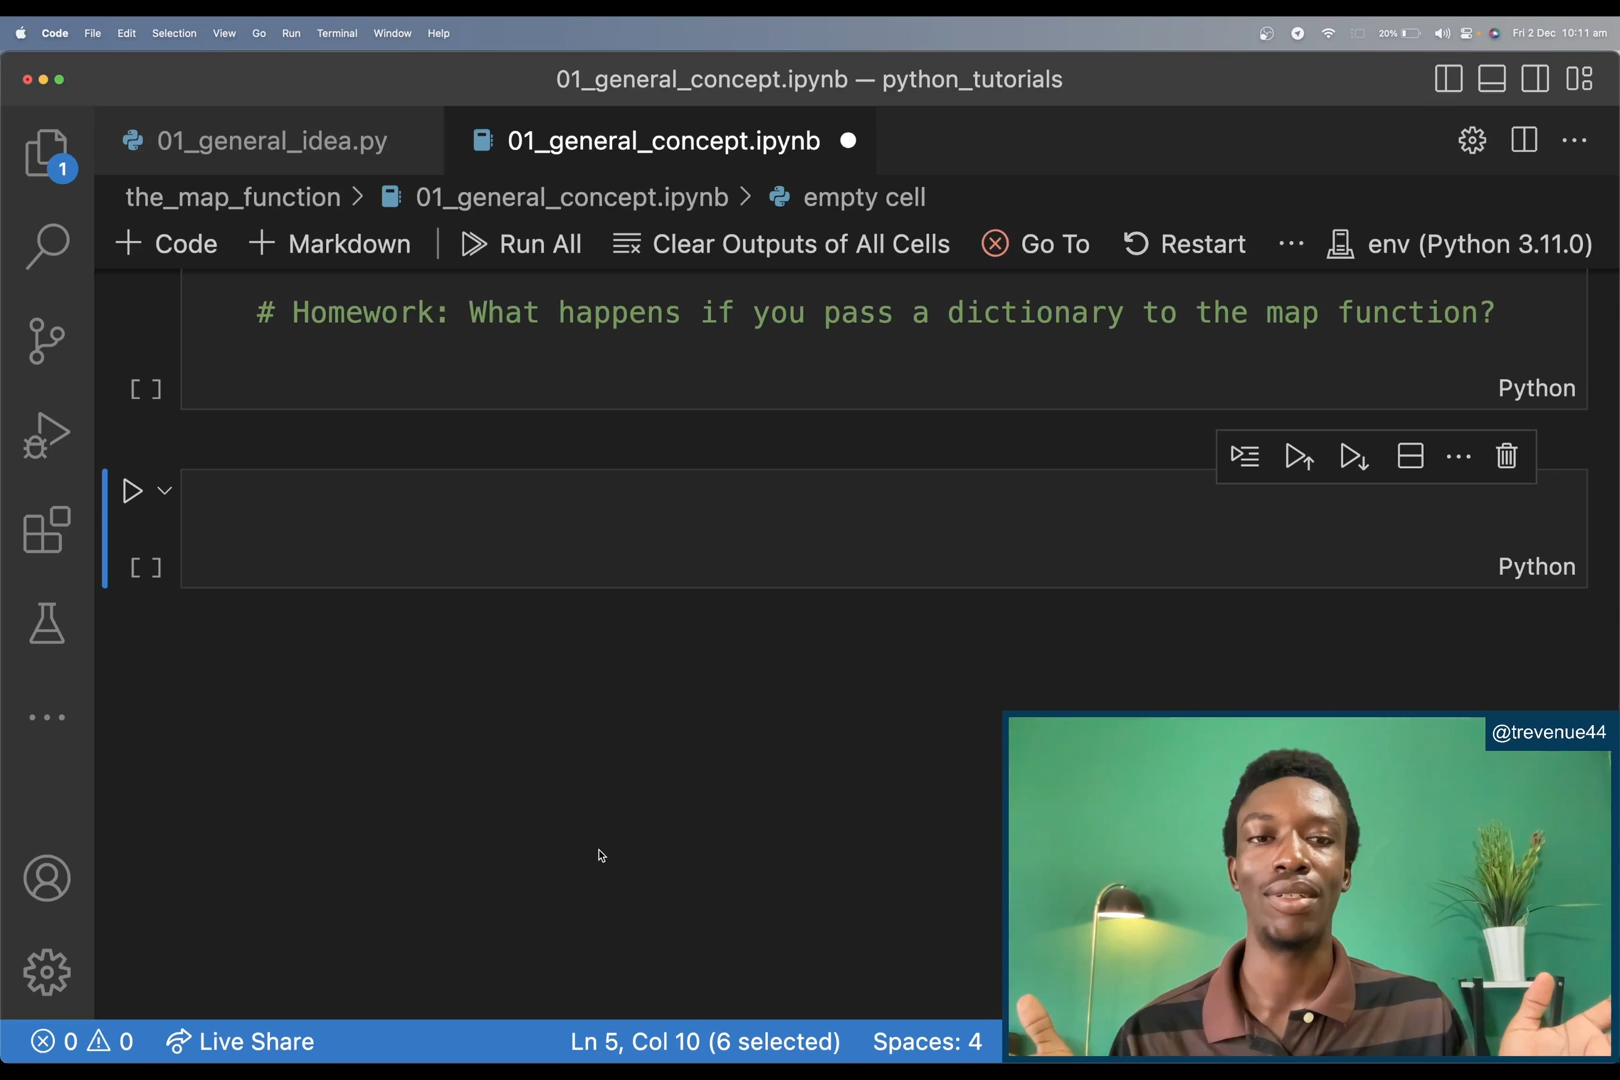 Code File Edit Selection View Go Run Terminal Window Help 20% Fri 2 Dec 10:11 am
01_general_concept.ipynb — python_tutorials
01_general_idea.py 01_general_concept.ipynb
1
the_map_function > 01_general_concept.ipynb > empty cell
+ Code + Markdown | Run All Clear Outputs of All Cells Go To Restart ··· env (Python 3.11.0)
# Homework: What happens if you pass a dictionary to the map function?
[ ] Python
[ ] Python
@trevenue44
0 0 Live Share Ln 5, Col 10 (6 selected) Spaces: 4